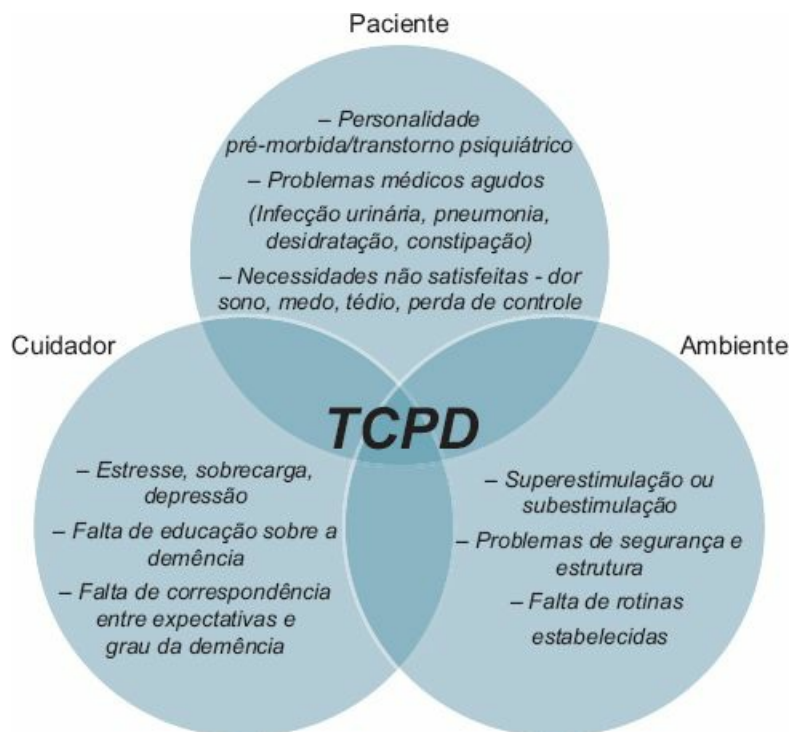 Paciente
– Personalidade
pré-morbida/transtorno psiquiátrico
– Problemas médicos agudos
(Infecção urinária, pneumonia,
desidratação, constipação)
– Necessidades não satisfeitas - dor
sono, medo, tédio, perda de controle
Cuidador
Ambiente
TCPD
– Estresse, sobrecarga,
depressão
– Falta de educação sobre a
demência
– Falta de correspondência
entre expectativas e
grau da demência
– Superestimulação ou
subestimulação
– Problemas de segurança e
estrutura
– Falta de rotinas
estabelecidas